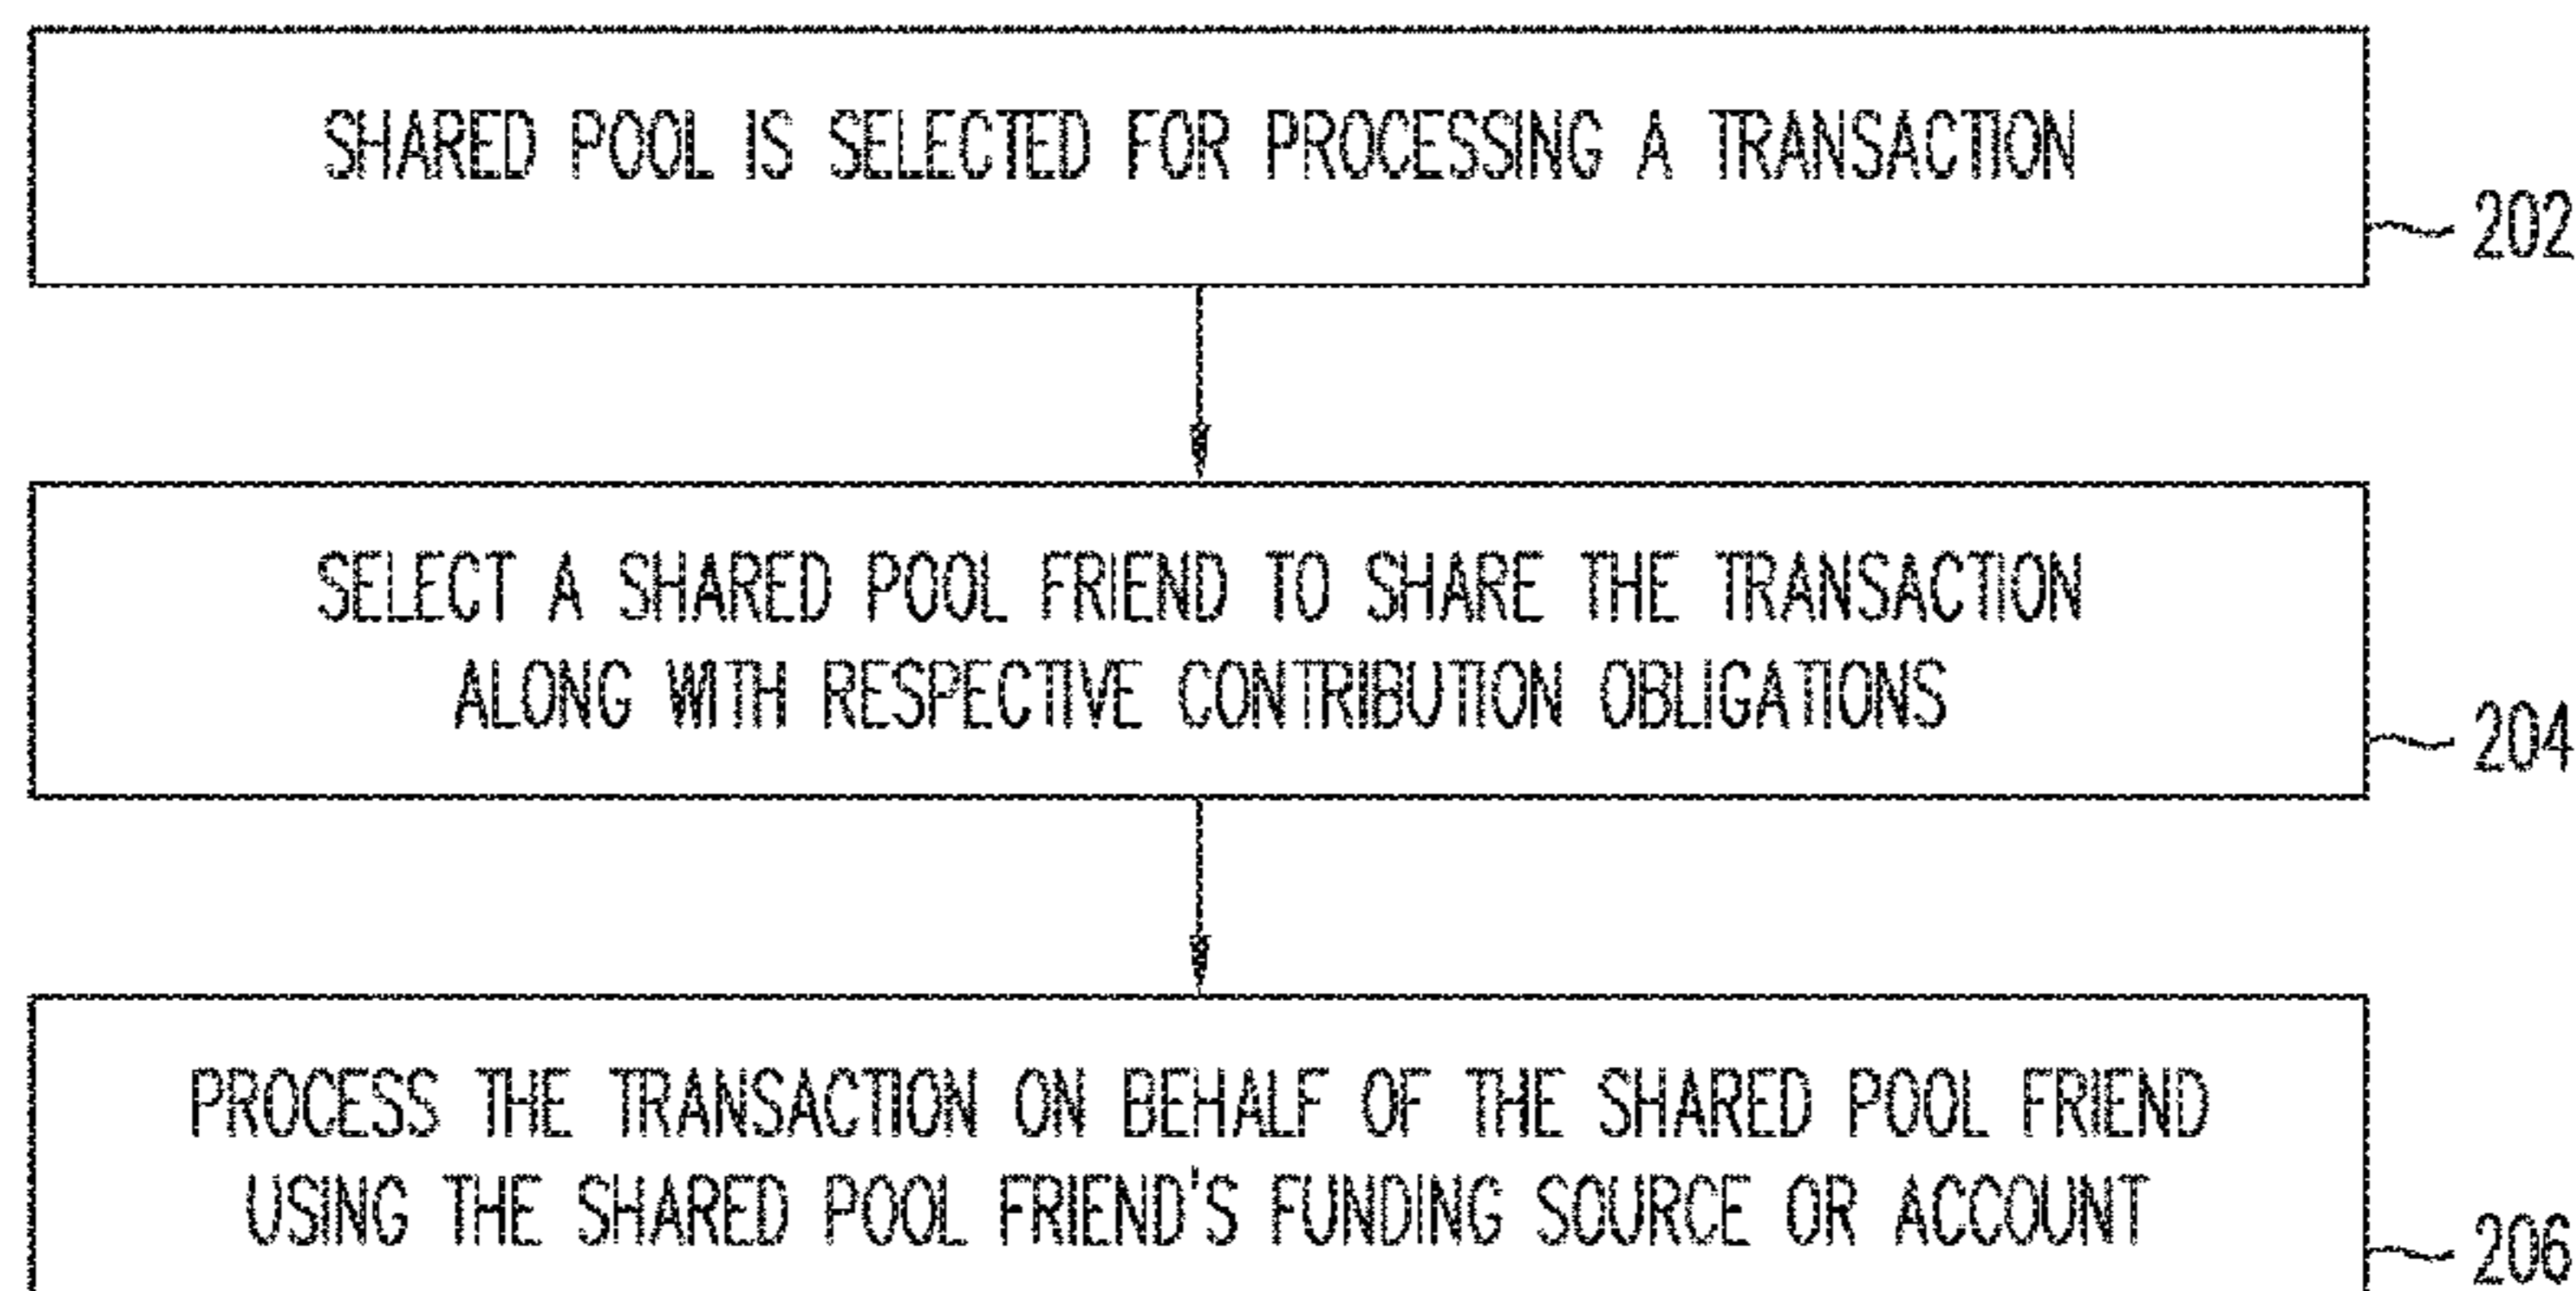 SHARED POOL IS SELECTED FOR PROCESSING A TRANSACTION
202
SELECT A SHARED POOL FRIEND TO SHARE THE TRANSACTION
ALONG WITH RESPECTIVE CONTRIBUTION OBLIGATIONS
204
PROCESS THE TRANSACTION ON BEHALF OF THE SHARED POOL FRIEND
USING THE SHARED POOL FRIEND'S FUNDING SOURCE OR ACCOUNT
206